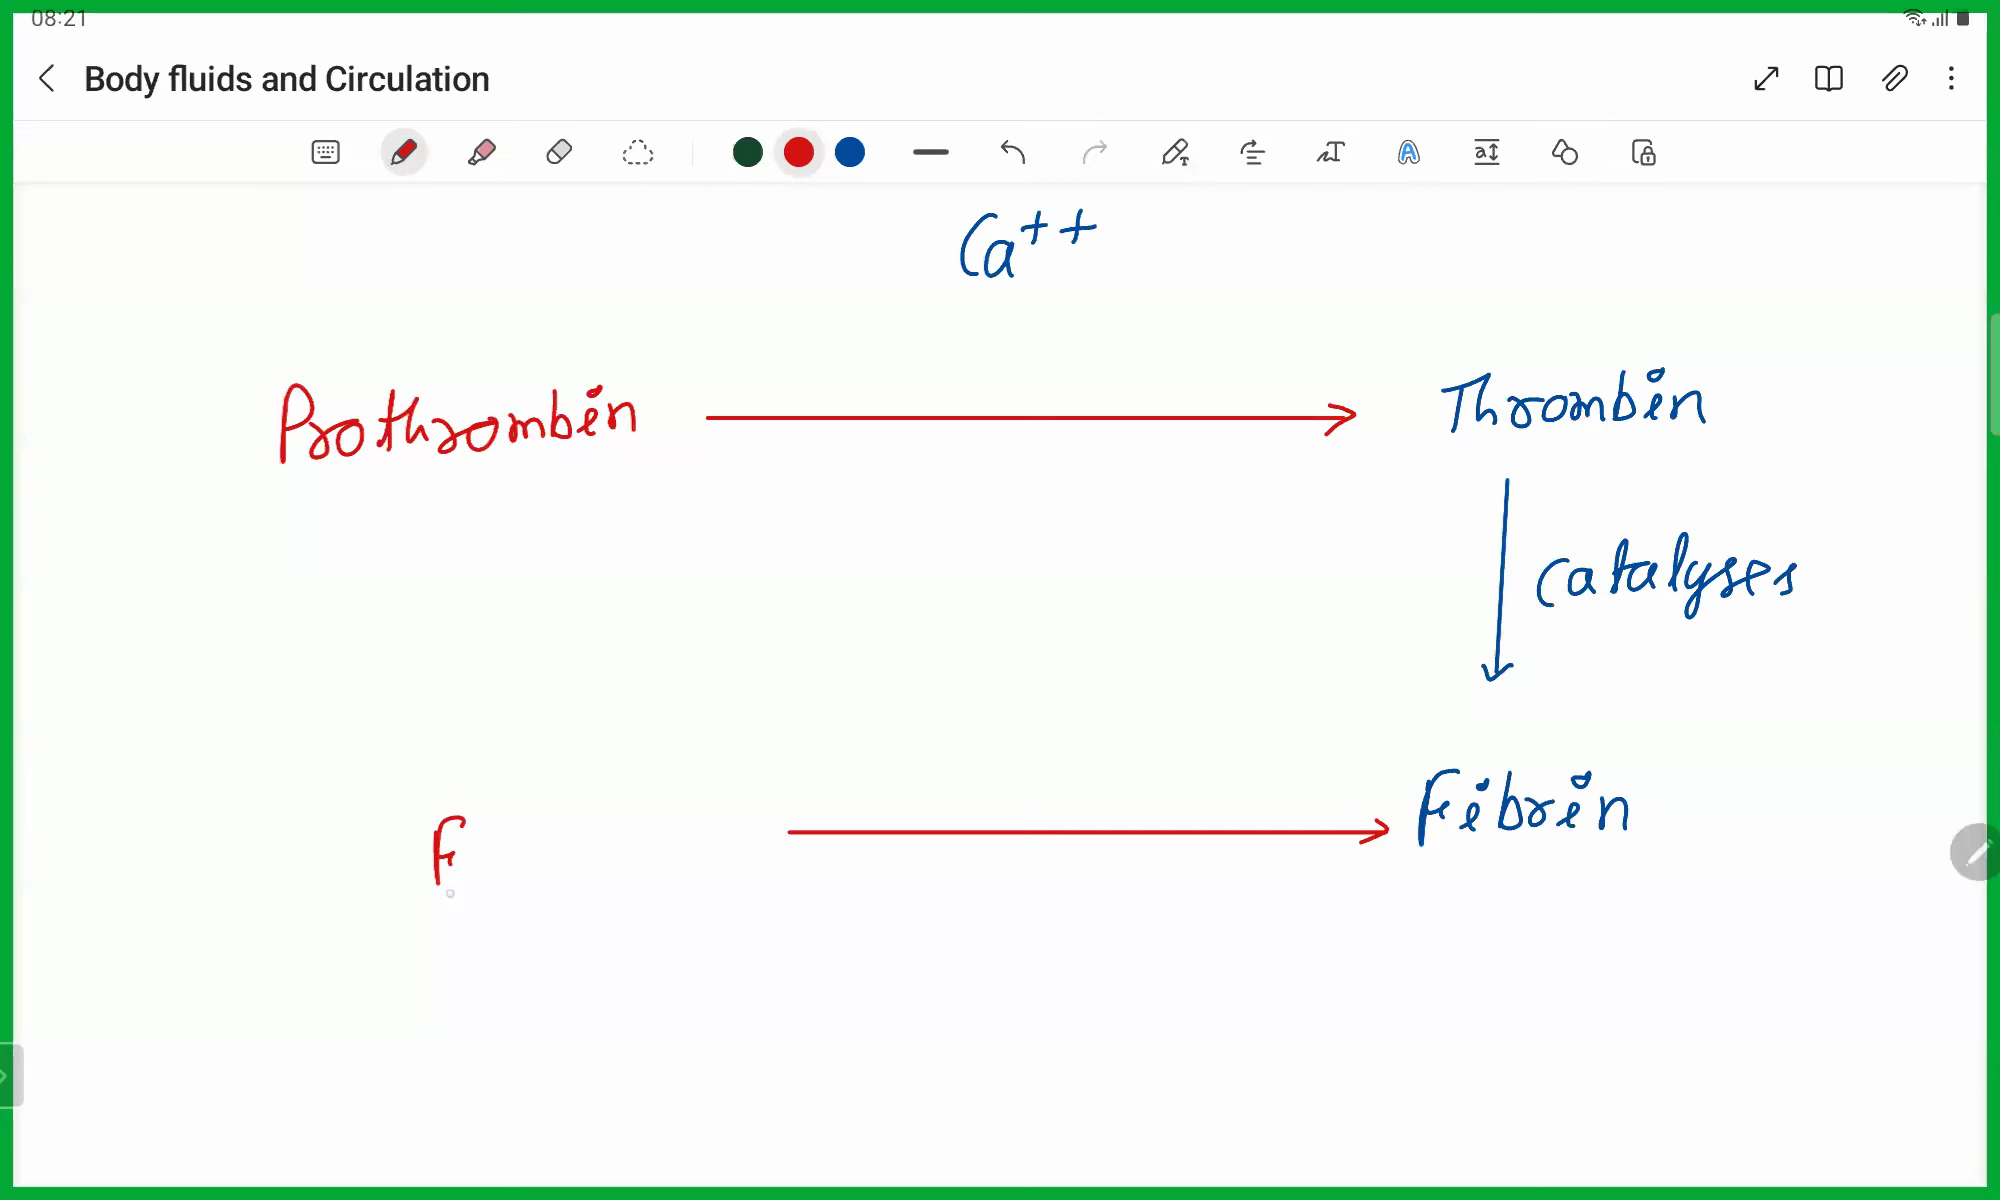 08:21
Body fluids and Circulation
Ca++
Prothrombin → Thrombin
catalyses
F → Fibrin